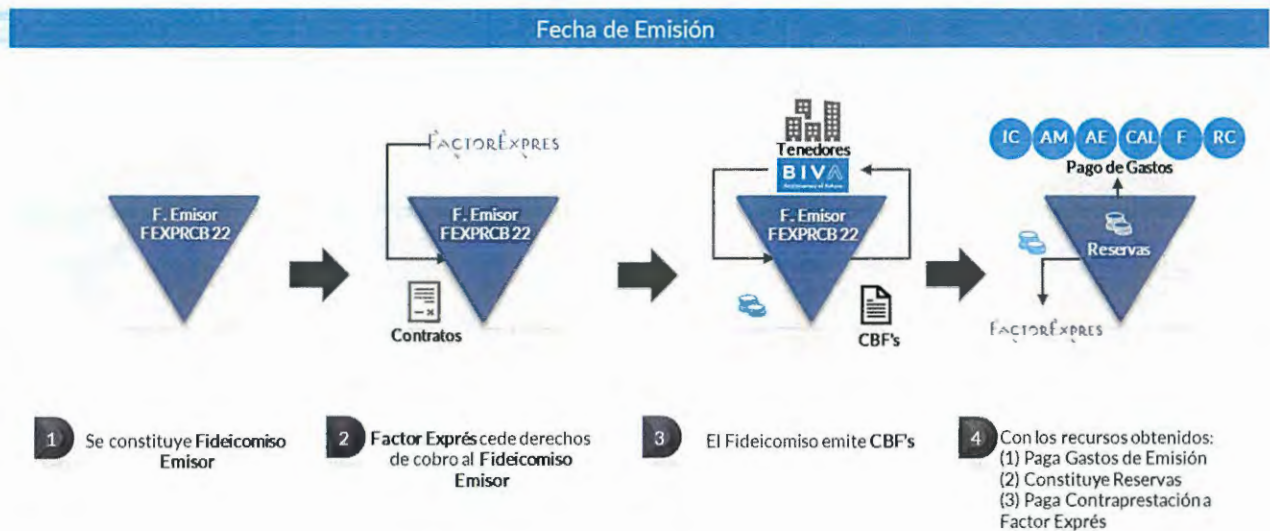 Fecha de Emisión
F. Emisor
FEXPRCB 22
FACTOREXPRES
F. Emisor
FEXPRCB 22
Contratos
Tenedores
BIVA
F. Emisor
FEXPRCB 22
CBF's
IC AM AE CAL F RC
Pago de Gastos
Reservas
FACTOREXPRES
1 Se constituye Fideicomiso
Emisor
2 Factor Exprés cede derechos
de cobro al Fideicomiso
Emisor
3 El Fideicomiso emite CBF's
4 Con los recursos obtenidos:
(1) Paga Gastos de Emisión
(2) Constituye Reservas
(3) Paga Contraprestación a
Factor Exprés